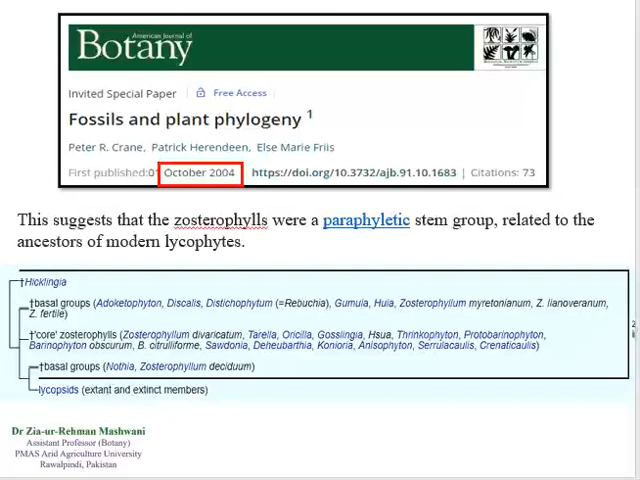 American Journal of
Botany
Invited Special Paper | Free Access
Fossils and plant phylogeny 1
Peter R. Crane, Patrick Herendeen, Else Marie Friis
First published:01 October 2004 https://doi.org/10.3732/ajb.91.10.1683 | Citations: 73
This suggests that the zosterophylls were a paraphyletic stem group, related to the
ancestors of modern lycophytes.
†Hicklingia
†basal groups (Adoketophyton, Discalis, Distichophytum (=Rebuchia), Gumuia, Huia, Zosterophyllum myretonianum, Z. llanoveranum,
Z. fertile)
†'core' zosterophylls (Zosterophyllum divaricatum, Tarella, Oricilla, Gosslingia, Hsua, Thrinkophyton, Protobarinophyton,
Barinophyton obscurum, B. citrulliforme, Sawdonia, Deheubarthia, Konioria, Anisophyton, Serrulacaulis, Crenaticaulis)
†basal groups (Nothia, Zosterophyllum deciduum)
lycopsids (extant and extinct members)
Dr Zia-ur-Rehman Mashwani
Assistant Professor (Botany)
PMAS Arid Agriculture University
Rawalpindi, Pakistan